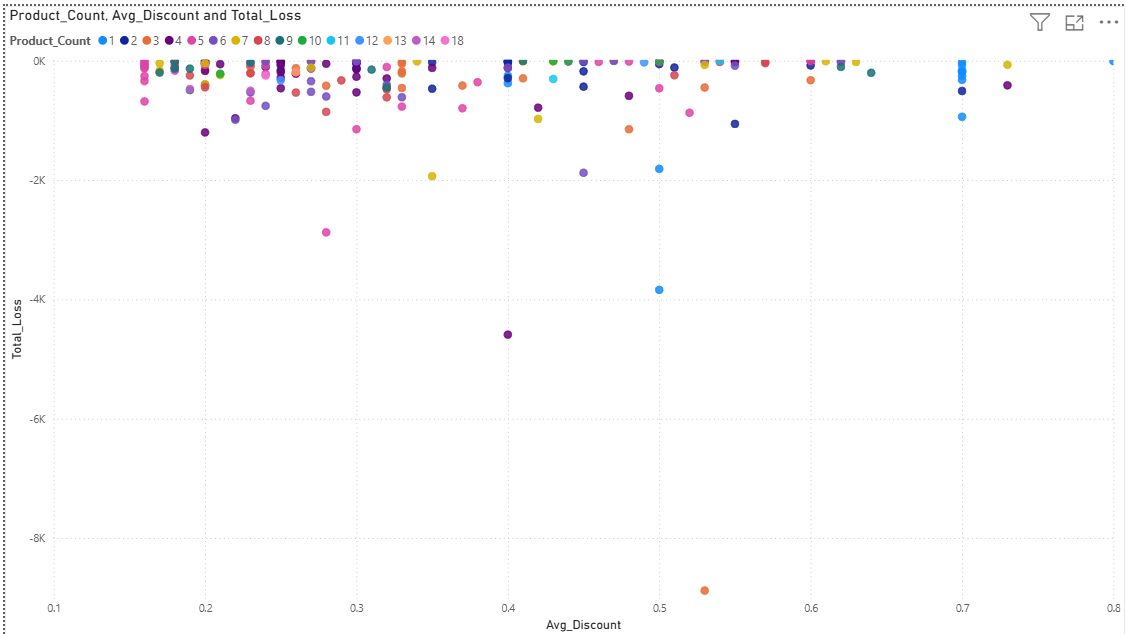 Product_Count, Avg_Discount and Total_Loss
Product_Count 1 2 3 4 5 6 7 8 9 10 11 12 13 14 18
0K
-2K
-4K
-6K
-8K
Total_Loss
0.1 0.2 0.3 0.4 0.5 0.6 0.7 0.8
Avg_Discount